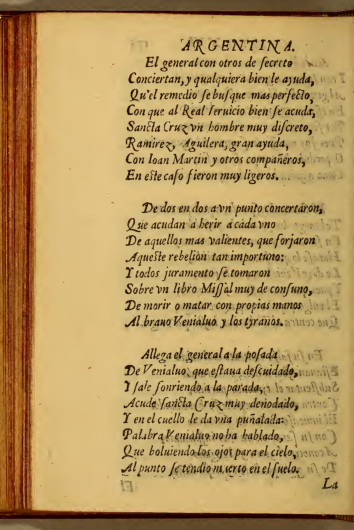 ARGENTINA.
El general con otros de secreto
Conciertan, y qualquiera bien le ayuda,
Qu'el remedio se busque mas perfecto,
Con que al Real seruicio bien se acuda,
Sancta Cruz vn hombre muy discreto,
Ramirez, Aguilera, gran ayuda,
Con Ioan Martin y otros compañeros,
En este caso fieron muy ligeros.
De dos en dos a vn punto concertáron,
Que acudan a herir a cada vno
De aquellos mas valientes, que forjaron
Aqueste rebelion tan importuno:
Y todos juramento se tomaron
Sobre vn libro Missal muy de consuno,
De morir o matar con propias manos
Al brauo Venialuo y los tyranos.
Allega el general a la posada
De Venialuo, que estaua descuidado,
Y sale sonriendo a la parada,
Acude sancta Cruz muy denodado,
Y en el cuello le da vna puñalada:
Palabra Venialuo no ha hablado,
Que boluiendo los ojos para el cielo,
Al punto se tendio muerto en el suelo.
La